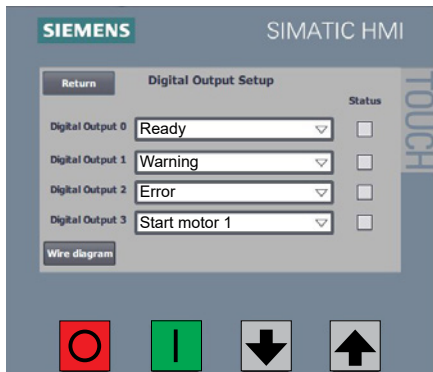 SIEMENS SIMATIC HMI
TOUCH
Return Digital Output Setup
Status
Digital Output 0 Ready
Digital Output 1 Warning
Digital Output 2 Error
Digital Output 3 Start motor 1
Wire diagram